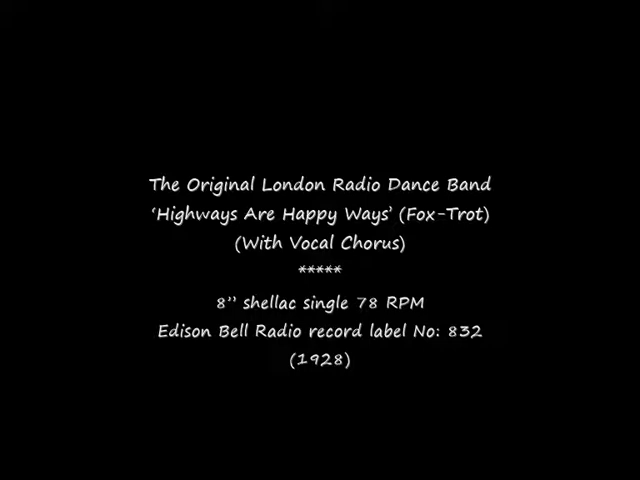 The Original London Radio Dance Band
‘Highways Are Happy Ways’ (Fox-Trot)
(With Vocal Chorus)
*****
8” shellac single 78 RPM
Edison Bell Radio record label No: 832
(1928)